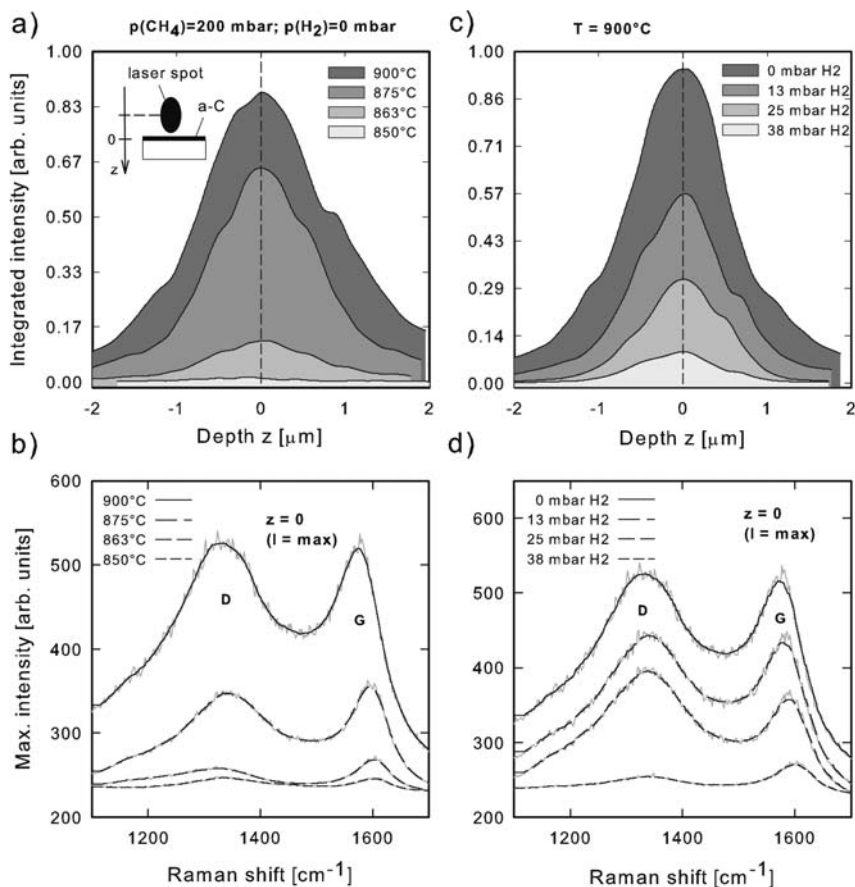 a)
p(CH4)=200 mbar; p(H2)=0 mbar
Integrated intensity [arb. units]
1.00
0.83
0.67
0.50
0.33
0.17
0.00
laser spot
a-C
0
z
900°C
875°C
863°C
850°C
-2
-1
0
1
2
Depth z [μm]
c)
T = 900°C
1.00
0.86
0.71
0.57
0.43
0.29
0.14
0.00
0 mbar H2
13 mbar H2
25 mbar H2
38 mbar H2
-2
-1
0
1
2
Depth z [μm]
b)
Max. intensity [arb. units]
600
500
400
300
200
900°C
875°C
863°C
850°C
z = 0
(I = max)
D
G
1200
1400
1600
Raman shift [cm-1]
d)
600
500
400
300
200
0 mbar H2
13 mbar H2
25 mbar H2
38 mbar H2
z = 0
(I = max)
D
G
1200
1400
1600
Raman shift [cm-1]